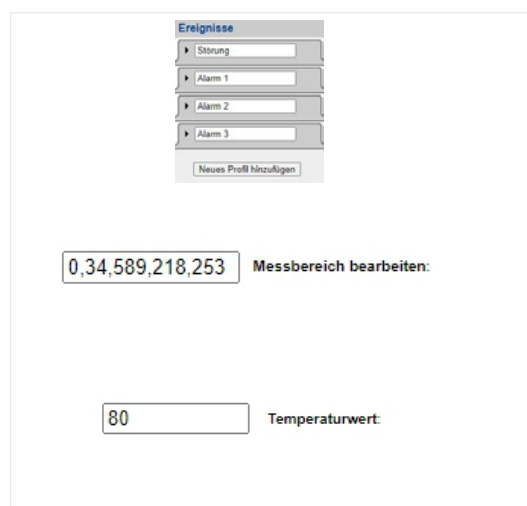 Ereignisse
Störung
Alarm 1
Alarm 2
Alarm 3
Neues Profil hinzufügen
0,34,589,218,253 Messbereich bearbeiten:
80 Temperaturwert: